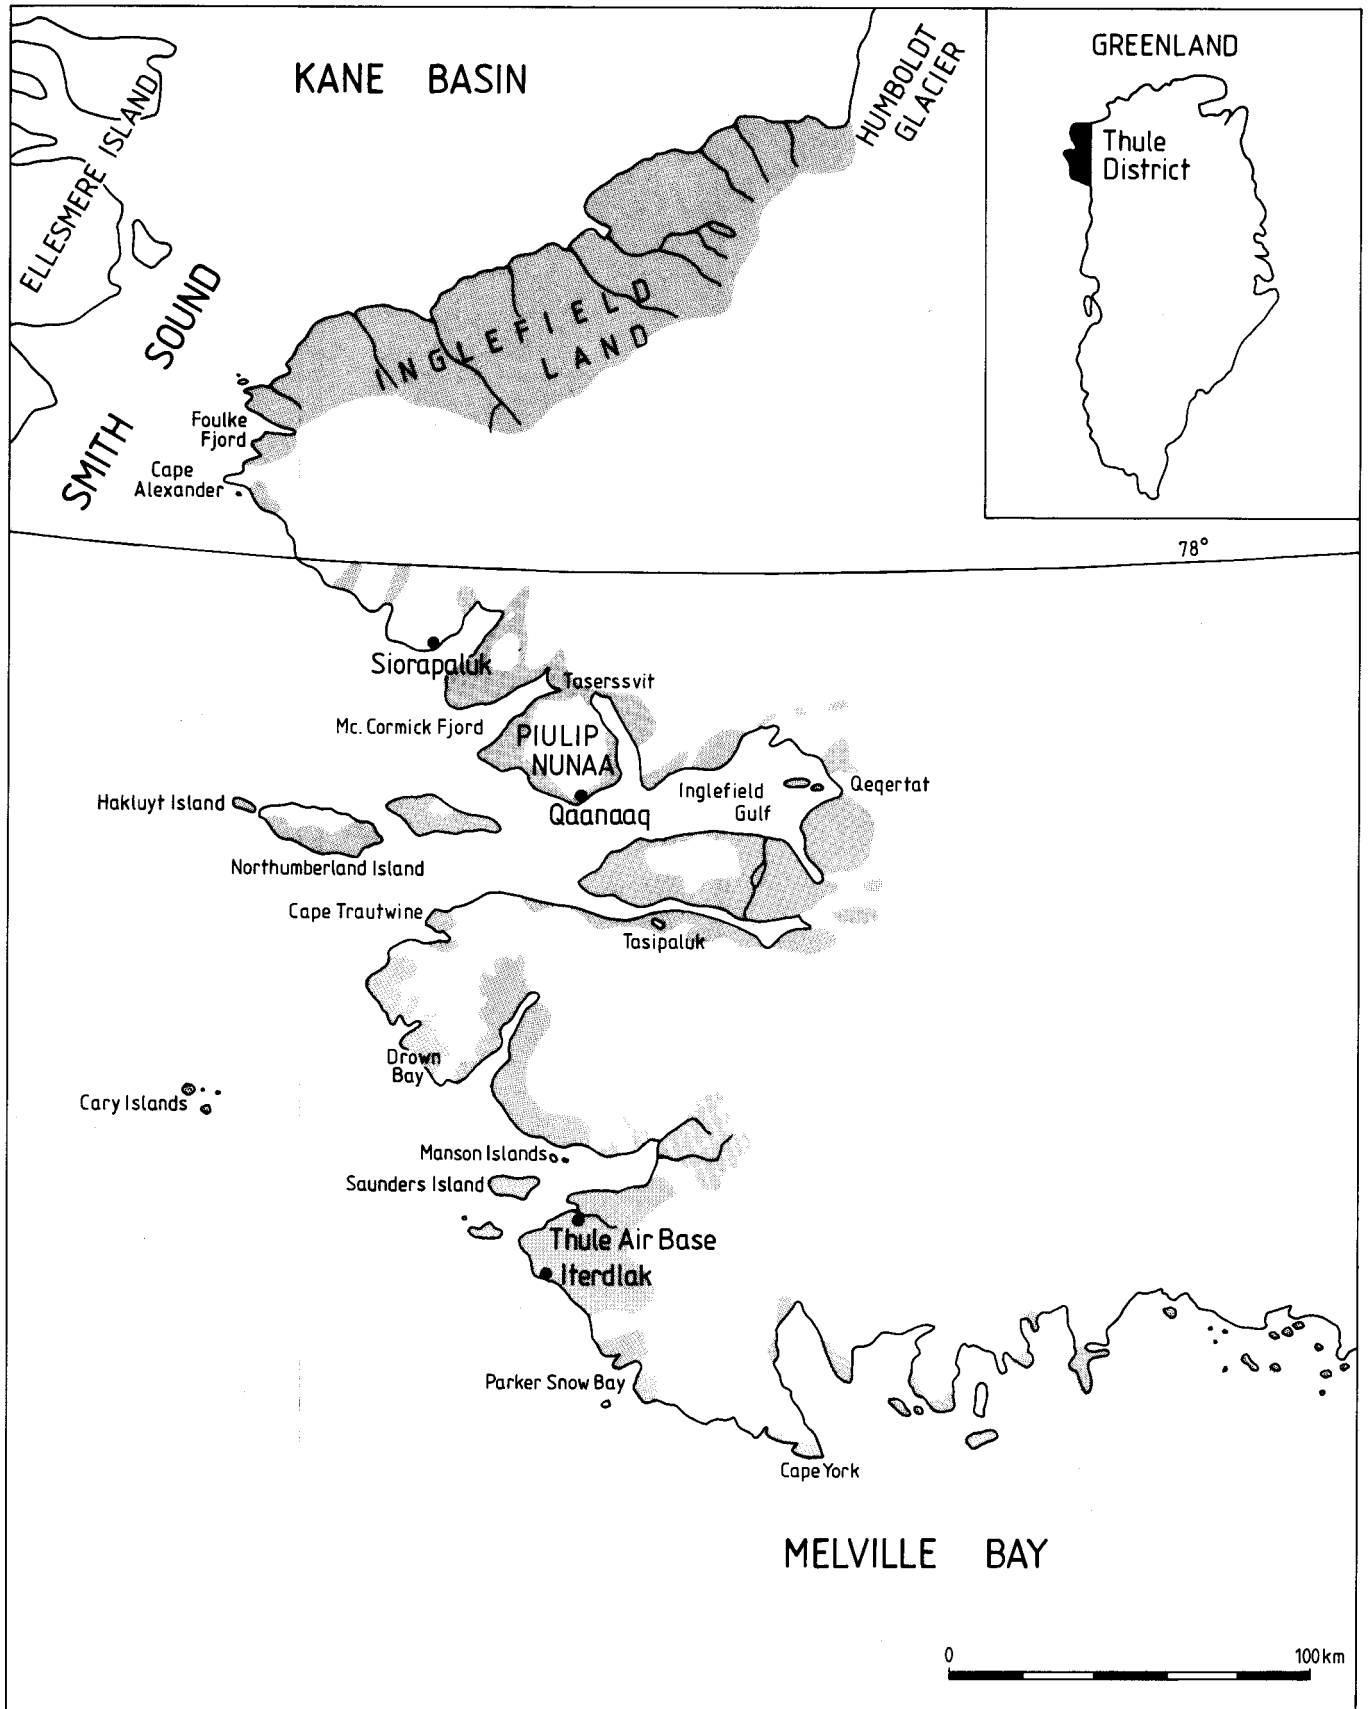 KANE BASIN
HUMBOLDT
GLACIER
GREENLAND
Thule
District
ELLESMERE ISLAND
SMITH SOUND
INGLEFIELD
LAND
Foulke
Fjord
Cape
Alexander
78°
Siorapaluk
Taserssvit
Mc. Cormick Fjord
PIULIP
NUNAA
Inglefield
Gulf
Qeqertat
Hakluyt Island
Qaanaaq
Northumberland Island
Cape Trautwine
Tasipaluk
Drown
Bay
Cary Islands
Manson Islands
Saunders Island
Thule Air Base
Iterdlak
Parker Snow Bay
Cape York
MELVILLE BAY
0 100 km